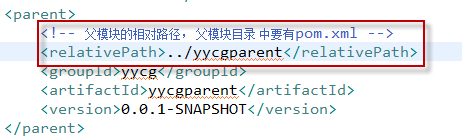 <parent>
<!-- 父模块的相对路径，父模块目录中要有pom.xml -->
<relativePath>../yycgparent</relativePath>
<groupId>yycg</groupId>
<artifactId>yycgparent</artifactId>
<version>0.0.1-SNAPSHOT</version>
</parent>